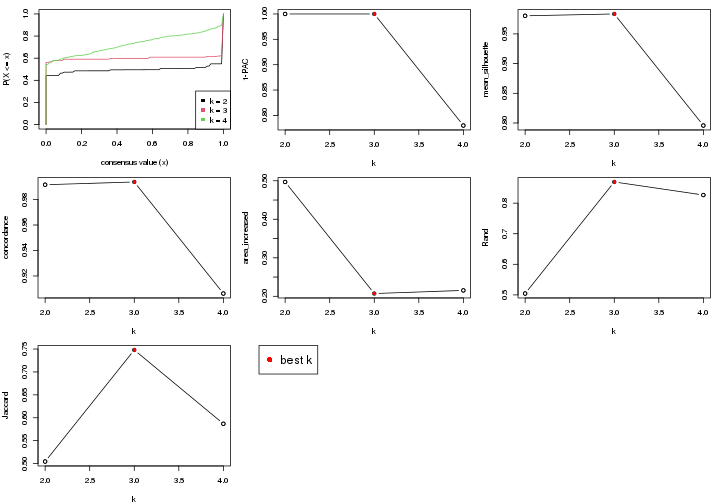 P(X <= x)
0.0 0.2 0.4 0.6 0.8 1.0
k = 2
k = 3
k = 4
0.0 0.2 0.4 0.6 0.8 1.0
consensus value (x)
1-PAC
0.80 0.85 0.90 0.95 1.00
2.0 2.5 3.0 3.5 4.0
k
mean_silhouette
0.80 0.85 0.90 0.95
2.0 2.5 3.0 3.5 4.0
k
concordance
0.92 0.94 0.96 0.98
2.0 2.5 3.0 3.5 4.0
k
area_increased
0.20 0.30 0.40 0.50
2.0 2.5 3.0 3.5 4.0
k
Rand
0.5 0.6 0.7 0.8
2.0 2.5 3.0 3.5 4.0
k
Jaccard
0.50 0.55 0.60 0.65 0.70 0.75
2.0 2.5 3.0 3.5 4.0
k
best k